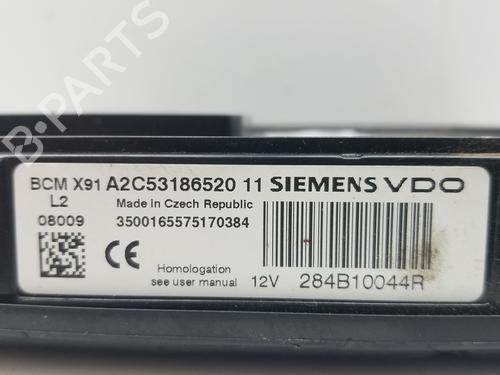 B-PARTS
BCM X91 A2C53186520 11 SIEMENS VDO
L2 Made in Czech Republic
08009 3500165575170384
CE
Homologation
see user manual 12V 284B10044R